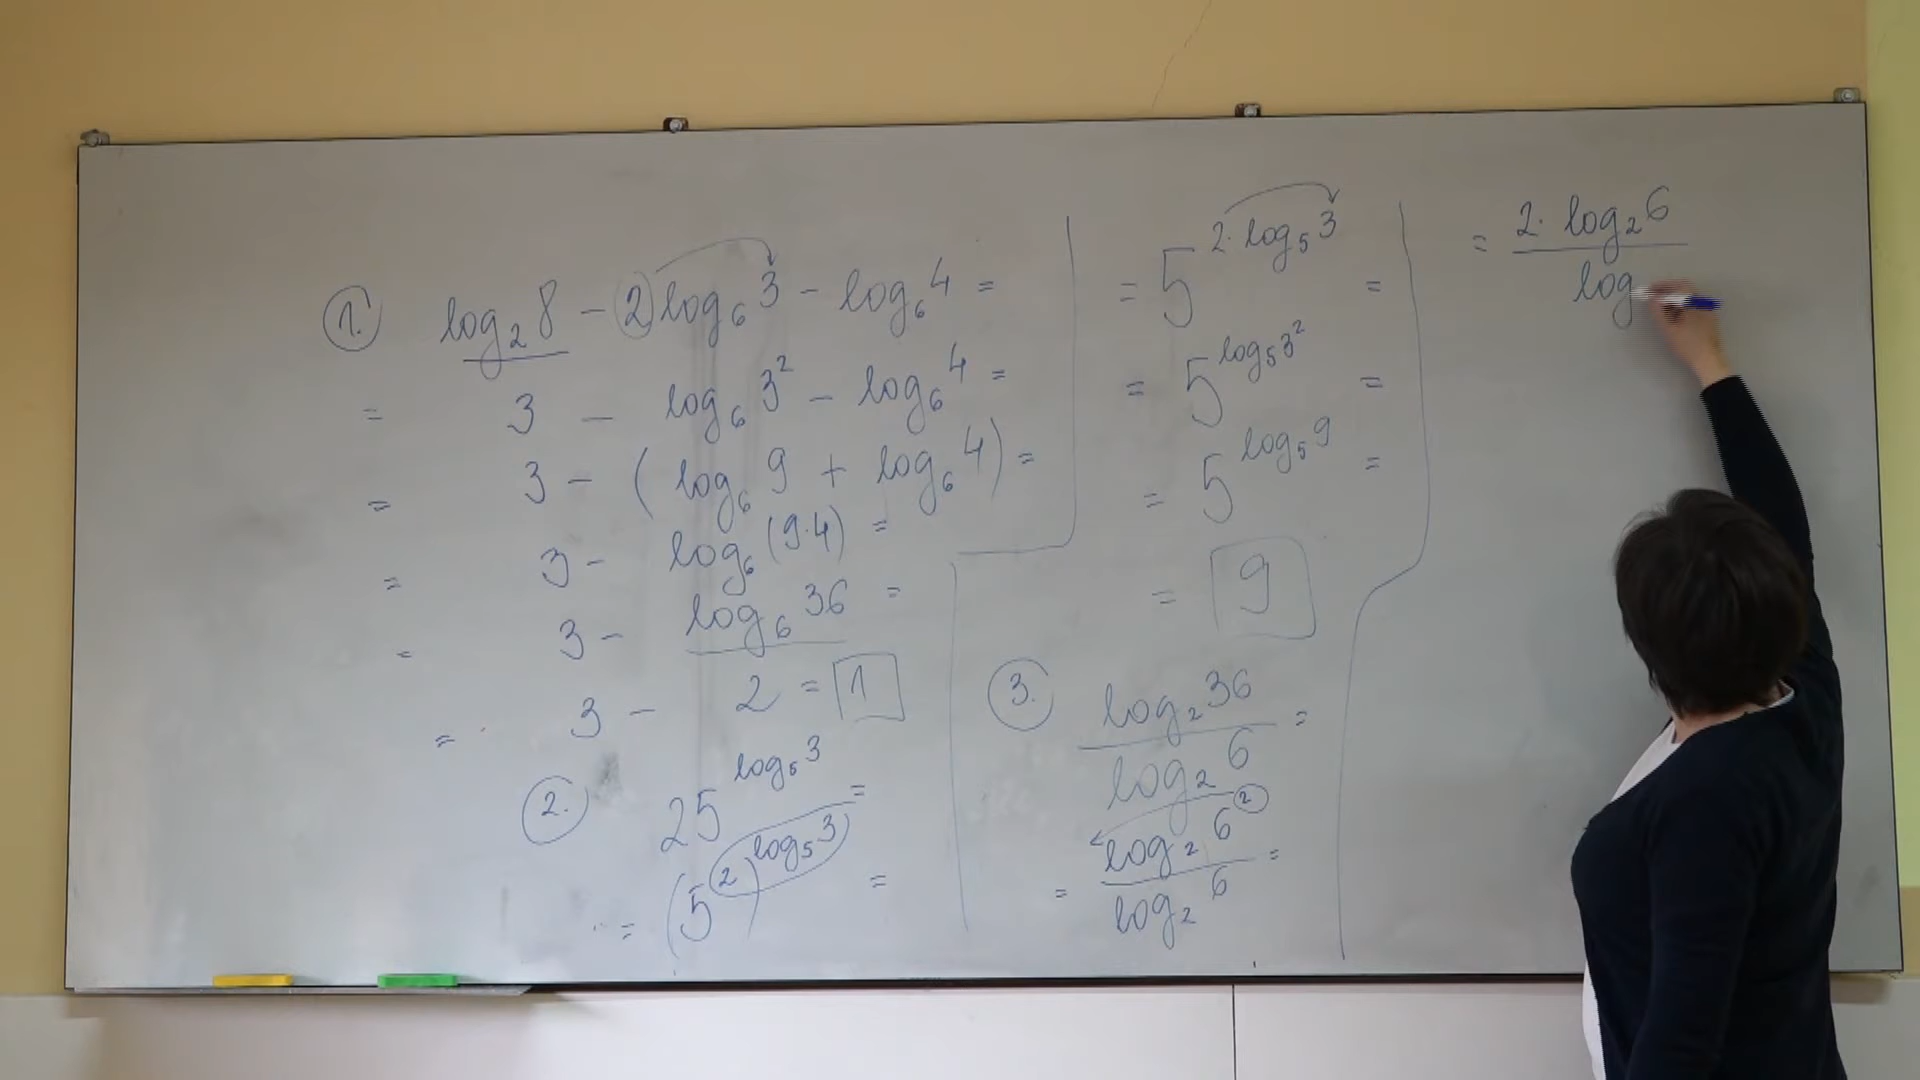 1. log₂8 - 2log₆3 - log₆4 =
= 3 - log₆3² - log₆4 =
= 3 - (log₆9 + log₆4) =
= 3 - log₆(9·4) =
= 3 - log₆36 =
= 3 - 2 = 1
2. 25^log₅3 =
= (5²)^log₅3 =
= 5^2·log₅3 =
= 5^log₅3² =
= 5^log₅9 =
= 9
3. log₂36
log₂6 =
= log₂6² =
log₂6
= 2·log₂6
log